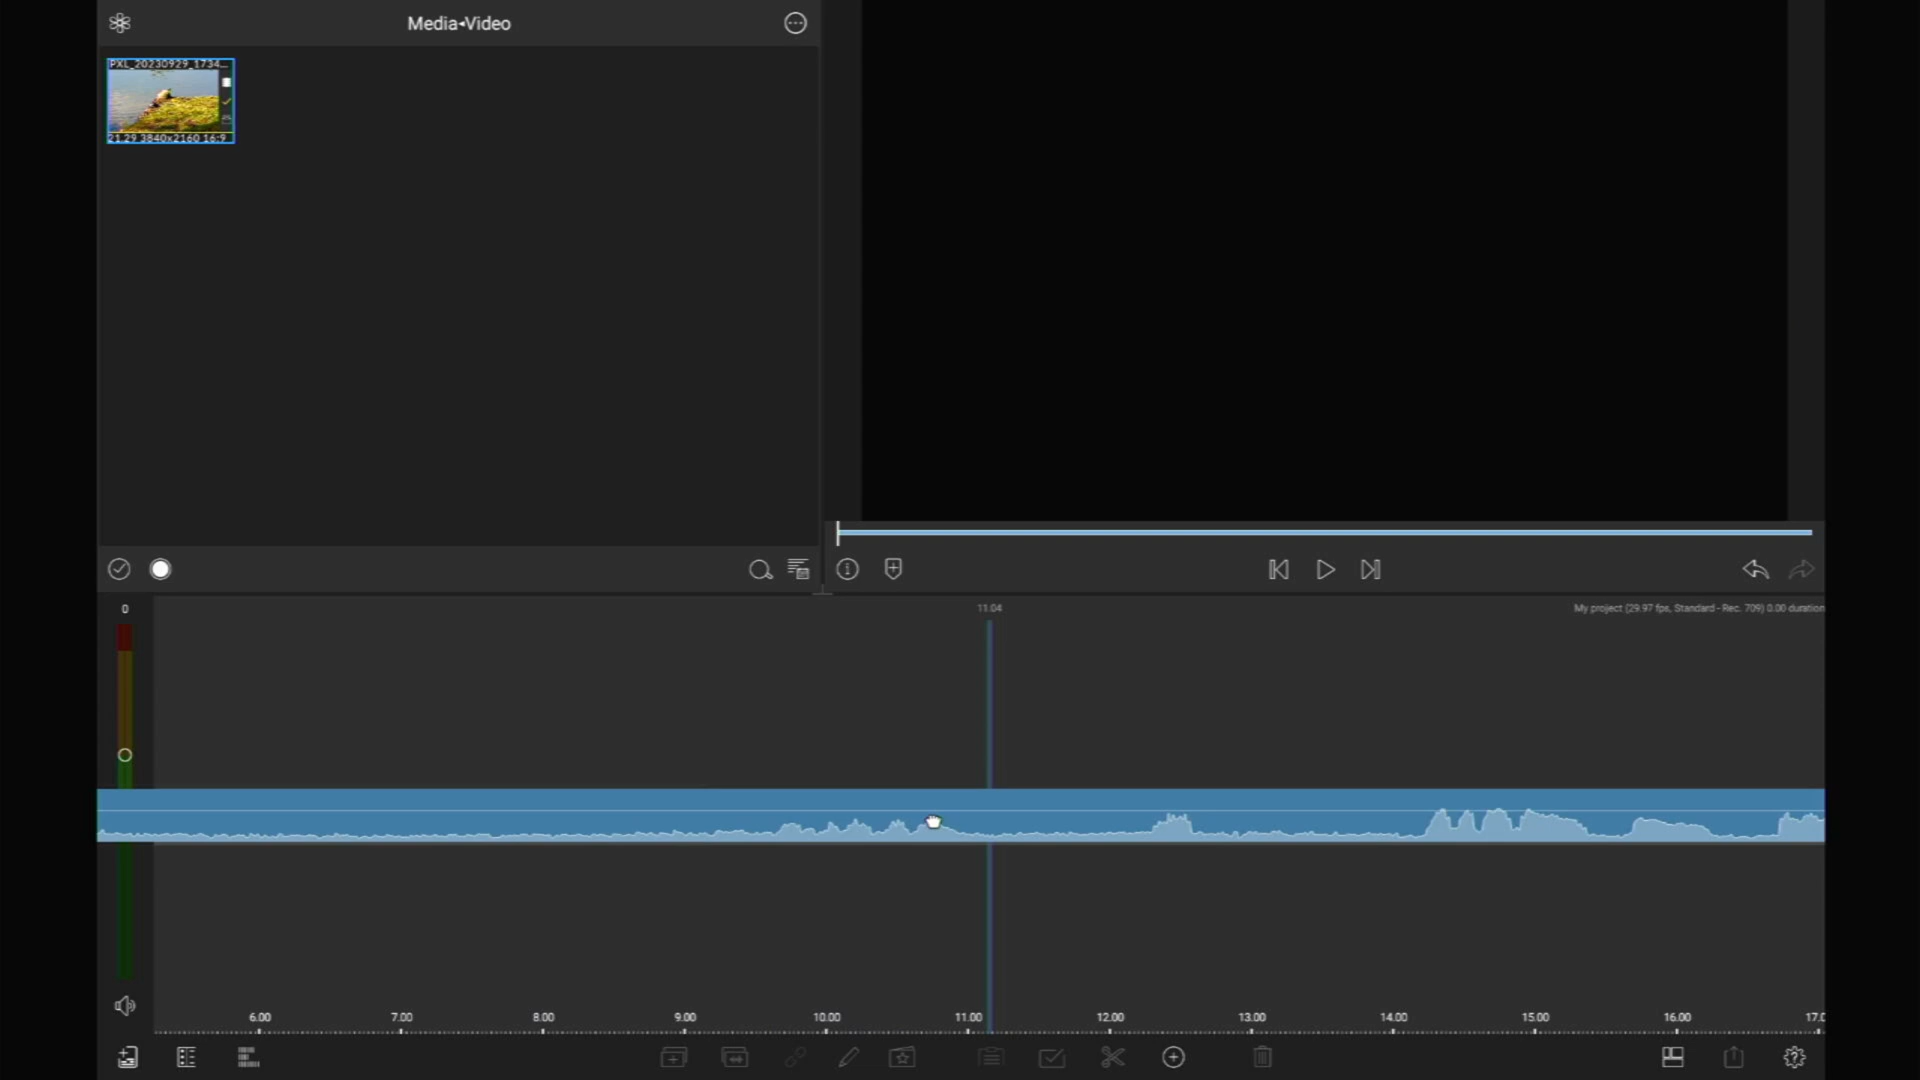 Media◂Video
PXL_20230929_1734...
21.29 3840x2160 16:9
0
11.04
My project (29.97 fps, Standard - Rec. 709) 0.00 duration
6.00 7.00 8.00 9.00 10.00 11.00 12.00 13.00 14.00 15.00 16.00 17.0